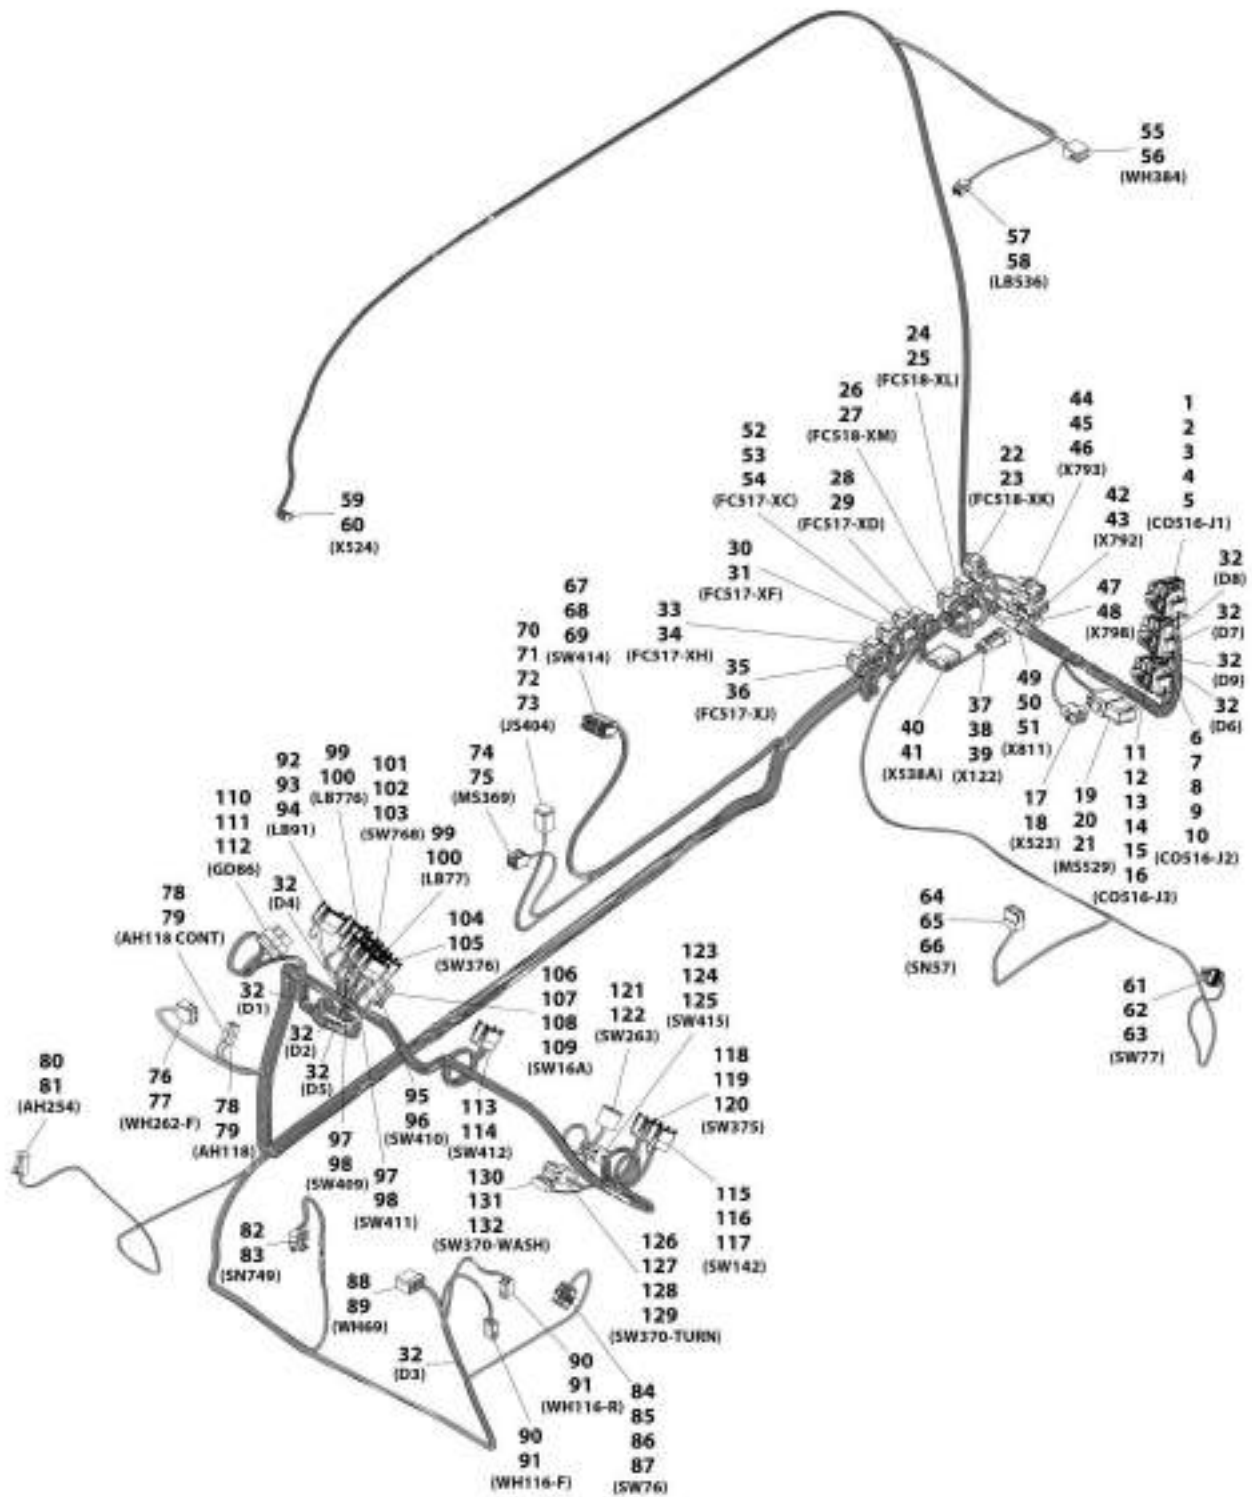 55
56
(WH384)
57
58
(LB536)
24
25
(FC518-XL)
26
27
(FC518-XM)
44
45
46
(X793)
1
2
3
4
5
(CO516-J1)
52
53
54
(FC517-XC)
28
29
(FC517-XD)
22
23
(FC518-XK)
42
43
(X792)
59
60
(X524)
30
31
(FC517-XF)
32
(D8)
47
48
(X798)
32
(D7)
67
68
69
(SW414)
33
34
(FC517-XH)
70
71
72
73
(JS404)
35
36
(FC517-XJ)
32
(D9)
32
(D6)
49
50
51
(X811)
37
38
39
(X122)
40
41
(X538A)
74
75
(MS369)
6
7
8
9
10
(CO516-J2)
11
12
13
14
15
16
(CO516-J3)
17
18
(X523)
19
20
21
(MS529)
92
93
94
(LB91)
99
100
(LB776)
101
102
103
(SW768)
99
100
(LB77)
110
111
112
(GD86)
32
(D4)
78
79
(AH118 CONT)
104
105
(SW376)
64
65
66
(SN57)
123
124
125
(SW415)
106
107
108
109
(SW16A)
121
122
(SW263)
61
62
63
(SW77)
32
(D1)
32
(D2)
32
(D5)
80
81
(AH254)
76
77
(WH262-F)
78
79
(AH118)
118
119
120
(SW375)
95
96
(SW410)
113
114
(SW412)
97
98
(SW409)
97
98
(SW411)
130
131
132
(SW370-WASH)
115
116
117
(SW142)
82
83
(SN749)
126
127
128
129
(SW370-TURN)
88
89
(WH69)
32
(D3)
90
91
(WH116-R)
84
85
86
87
(SW76)
90
91
(WH116-F)